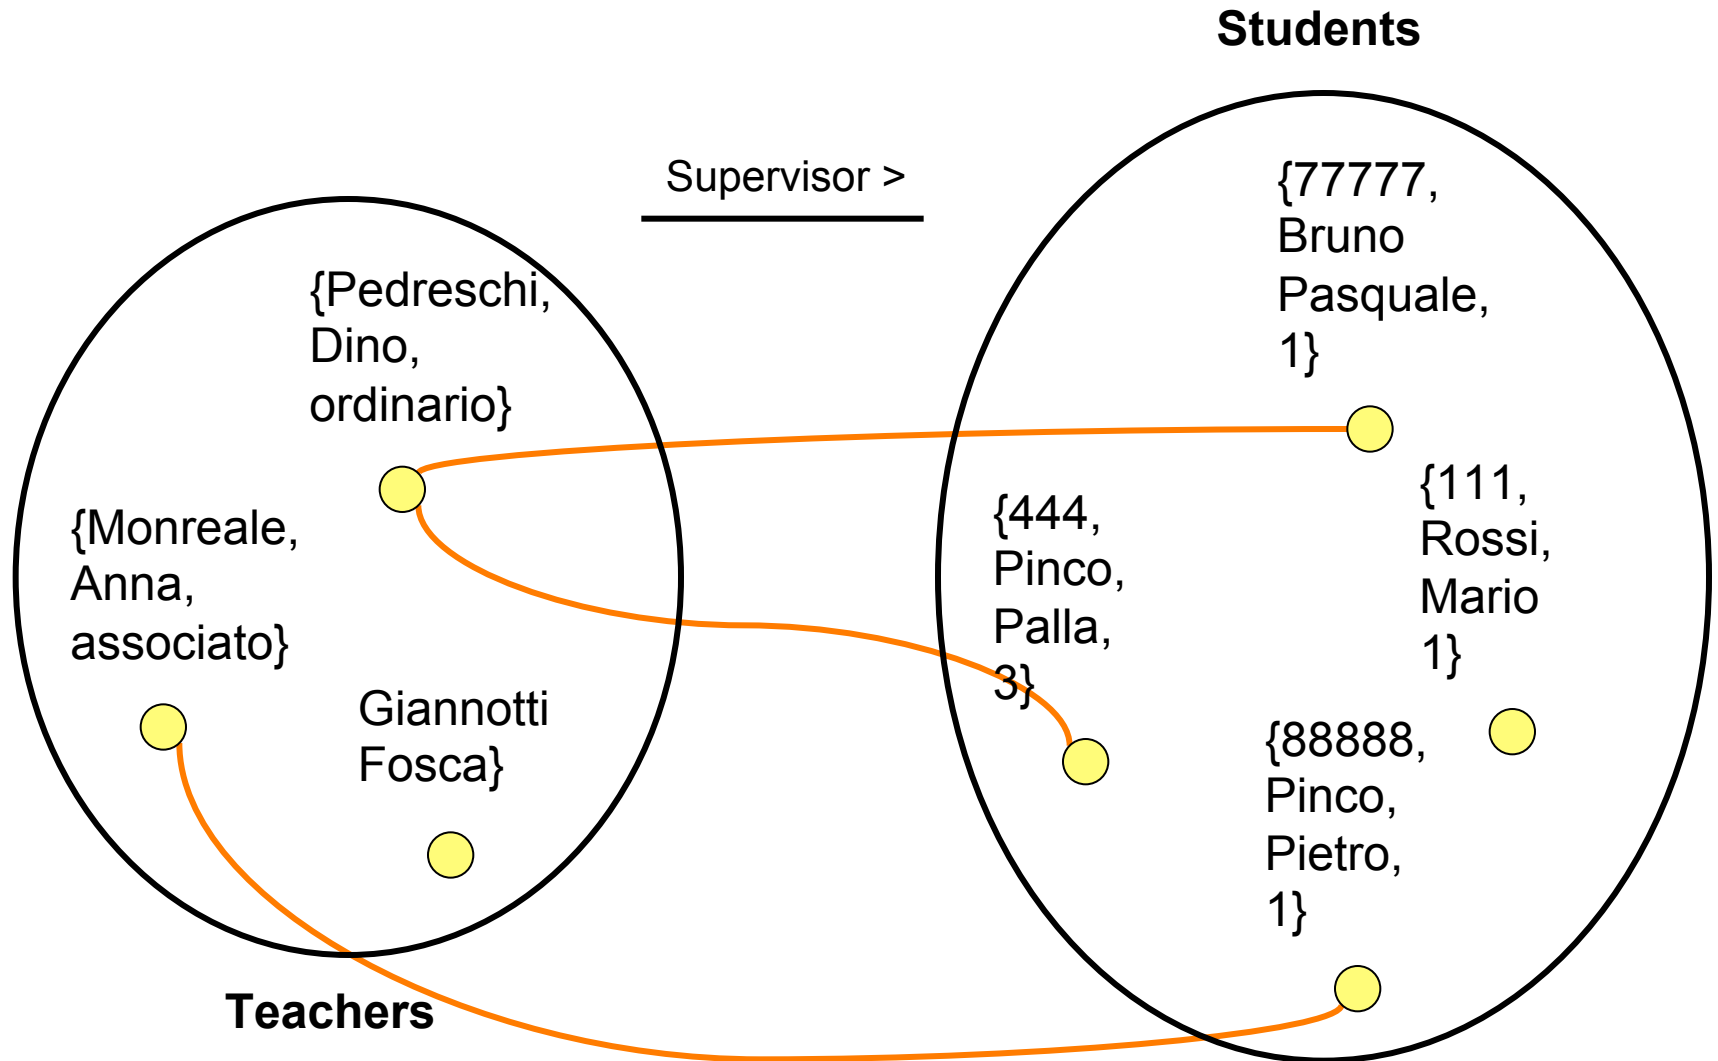 Students
Supervisor >
{77777,
Bruno
Pasquale,
1}
{Pedreschi,
Dino,
ordinario}
{Monreale,
Anna,
associato}
{444,
Pinco,
Palla,
3}
{111,
Rossi,
Mario
1}
Giannotti
Fosca}
{88888,
Pinco,
Pietro,
1}
Teachers